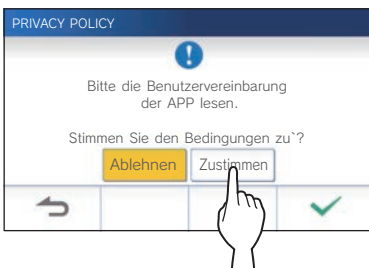 PRIVACY POLICY
Bitte die Benutzervereinbarung
der APP lesen.
Stimmen Sie den Bedingungen zu`?
Ablehnen Zustimmen